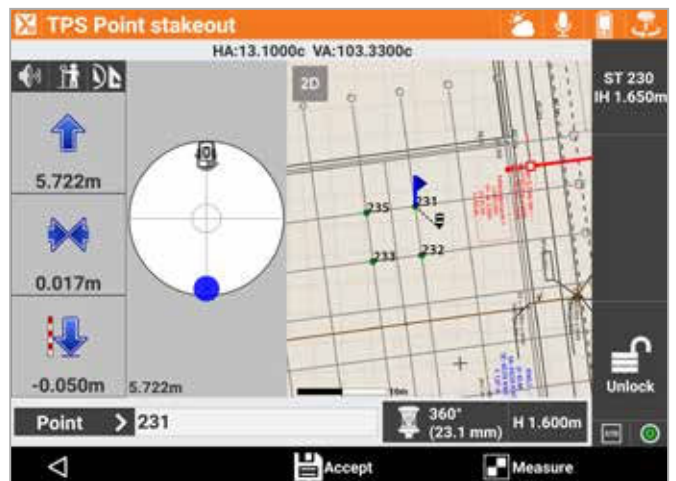 TPS Point stakeout
HA:13.1000c VA:103.3300c
2D
ST 230
IH 1.650m
5.722m
0.017m
-0.050m
5.722m
235
231
233
232
10m
Unlock
Point
231
360°
(23.1 mm)
H 1.600m
Accept
Measure